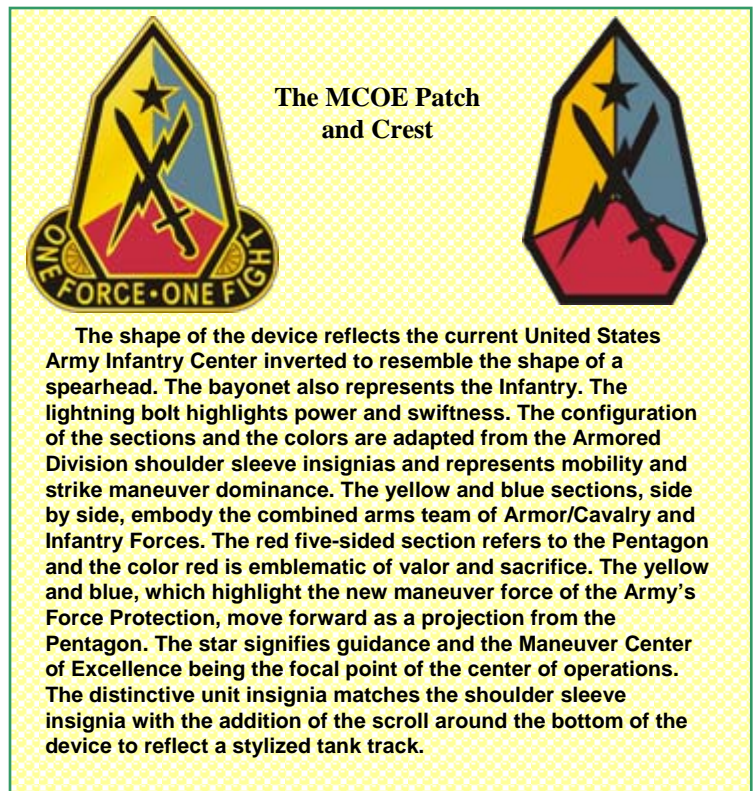 The MCOE Patch
and Crest
ONE FORCE·ONE FIGHT
The shape of the device reflects the current United States
Army Infantry Center inverted to resemble the shape of a
spearhead. The bayonet also represents the Infantry. The
lightning bolt highlights power and swiftness. The configuration
of the sections and the colors are adapted from the Armored
Division shoulder sleeve insignias and represents mobility and
strike maneuver dominance. The yellow and blue sections, side
by side, embody the combined arms team of Armor/Cavalry and
Infantry Forces. The red five-sided section refers to the Pentagon
and the color red is emblematic of valor and sacrifice. The yellow
and blue, which highlight the new maneuver force of the Army’s
Force Protection, move forward as a projection from the
Pentagon. The star signifies guidance and the Maneuver Center
of Excellence being the focal point of the center of operations.
The distinctive unit insignia matches the shoulder sleeve
insignia with the addition of the scroll around the bottom of the
device to reflect a stylized tank track.